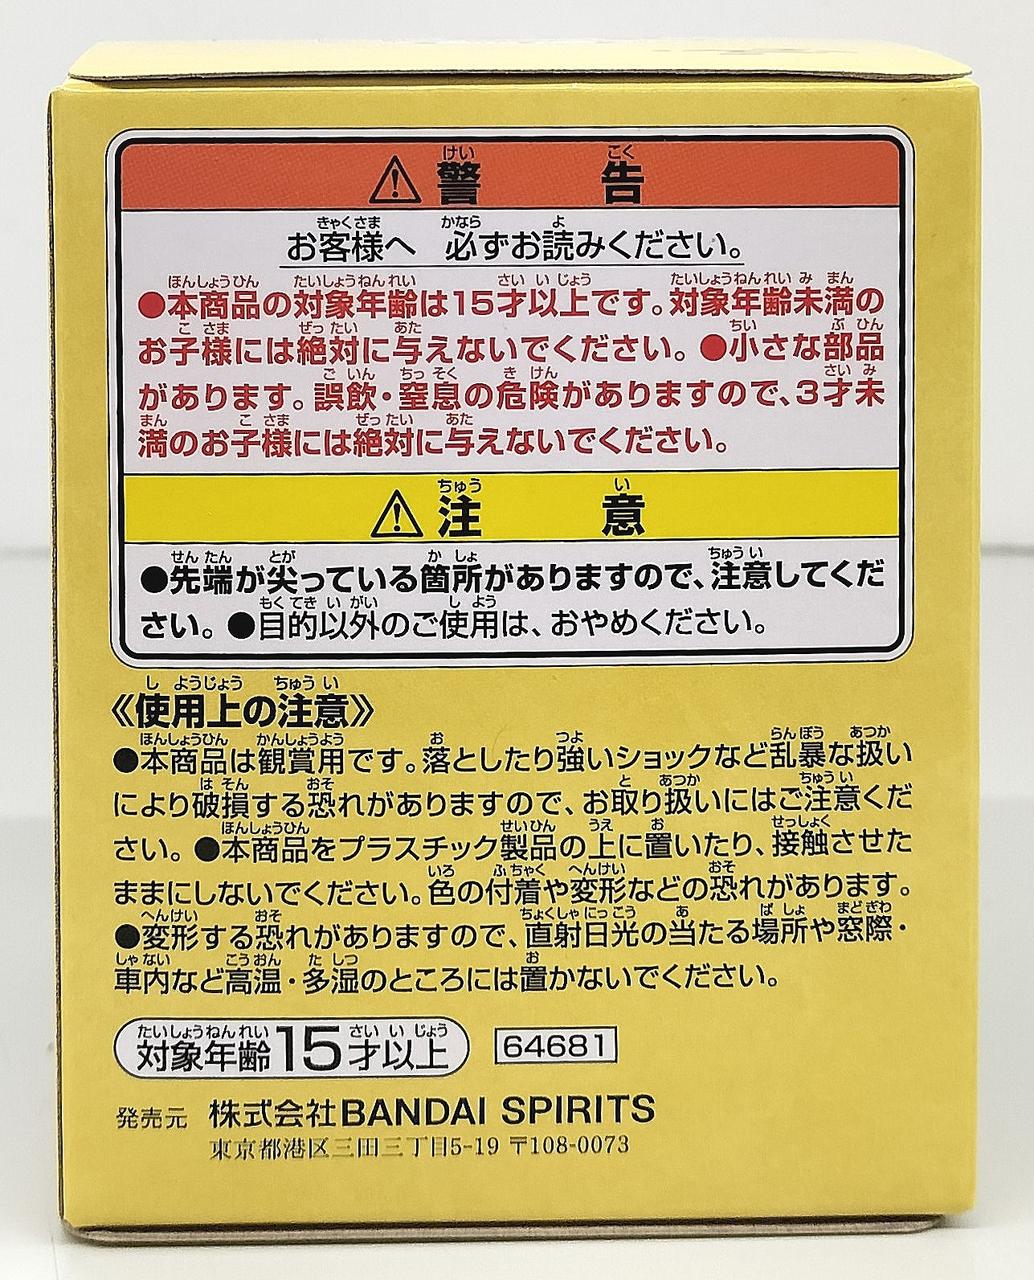 ⚠警告
お客様へ 必ずお読みください。
●本商品の対象年齢は15才以上です。対象年齢未満の
お子様には絶対に与えないでください。●小さな部品
があります。誤飲・窒息の危険がありますので、3才未
満のお子様には絶対に与えないでください。
⚠注意
●先端が尖っている箇所がありますので、注意してくだ
さい。●目的以外のご使用は、おやめください。
《使用上の注意》
●本商品は観賞用です。落としたり強いショックなど乱暴な扱い
により破損する恐れがありますので、お取り扱いにはご注意くだ
さい。●本商品をプラスチック製品の上に置いたり、接触させた
ままにしないでください。色の付着や変形などの恐れがあります。
●変形する恐れがありますので、直射日光の当たる場所や窓際・
車内など高温・多湿のところには置かないでください。
対象年齢15才以上 64681
発売元 株式会社BANDAI SPIRITS
東京都港区三田三丁目5-19 〒108-0073